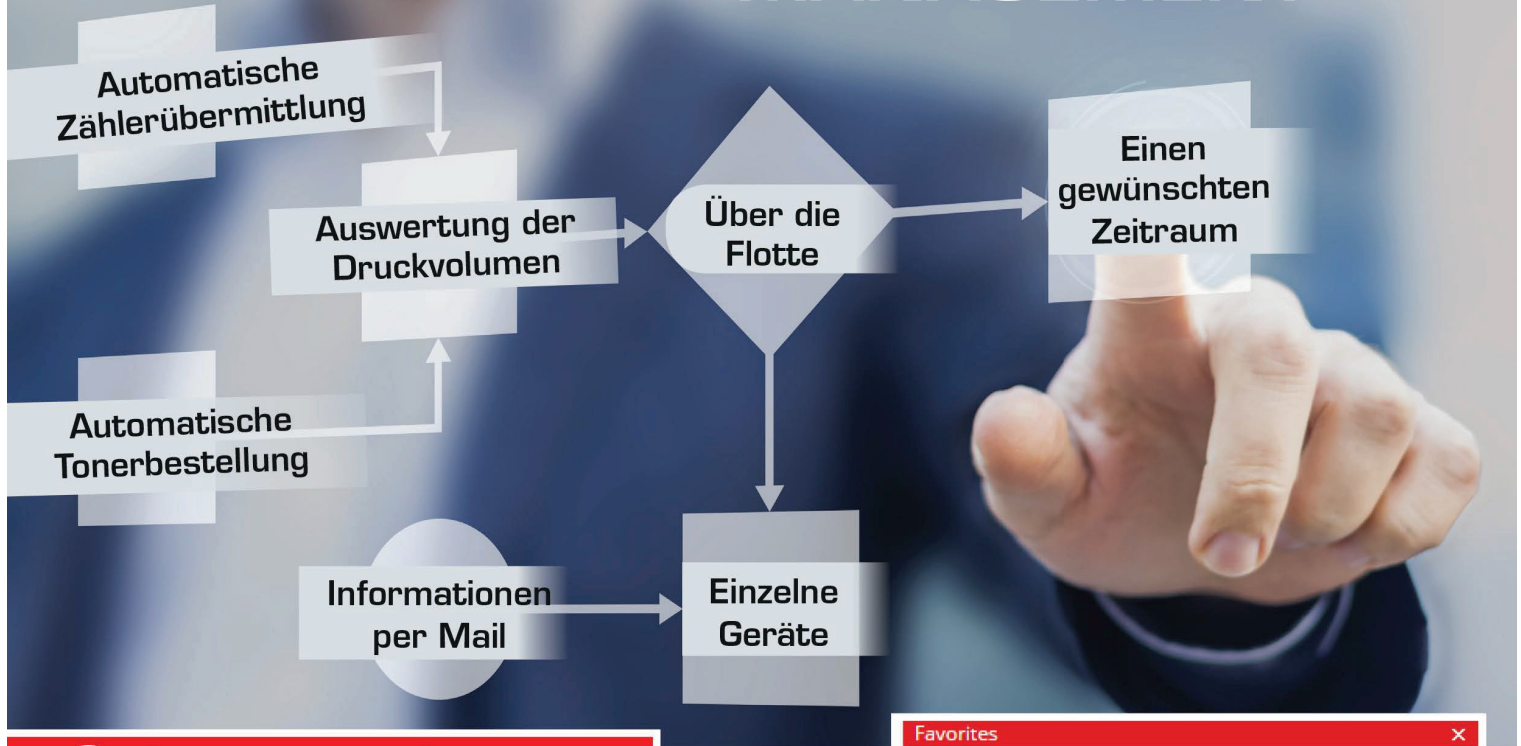 Automatische
Zählerübermittlung
Auswertung der
Druckvolumen
Über die
Flotte
Einen
gewünschten
Zeitraum
Automatische
Tonerbestellung
Informationen
per Mail
Einzelne
Geräte
Favorites